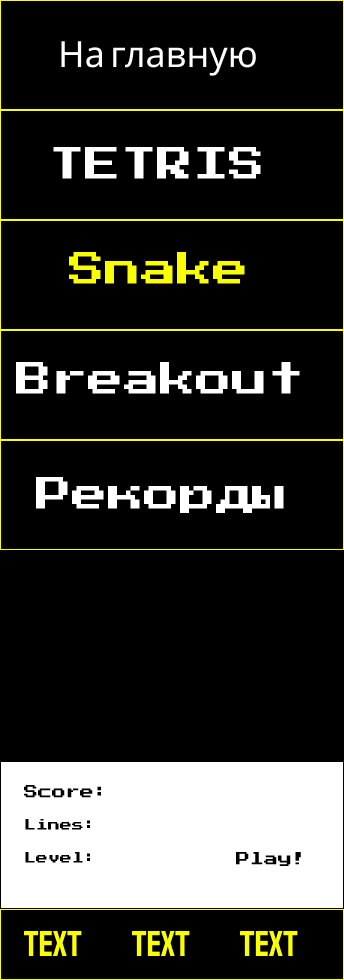 На главную
TETRIS
Snake
Breakout
Рекорды
Score:
Lines:
Level: Play!
TEXT TEXT TEXT